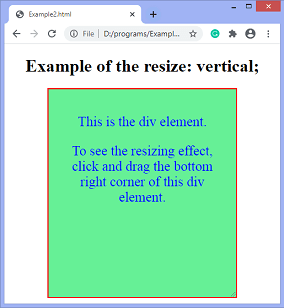 Example2.html
File | D:/programs/Exampl...
Example of the resize: vertical;
This is the div element.
To see the resizing effect,
click and drag the bottom
right corner of this div
element.